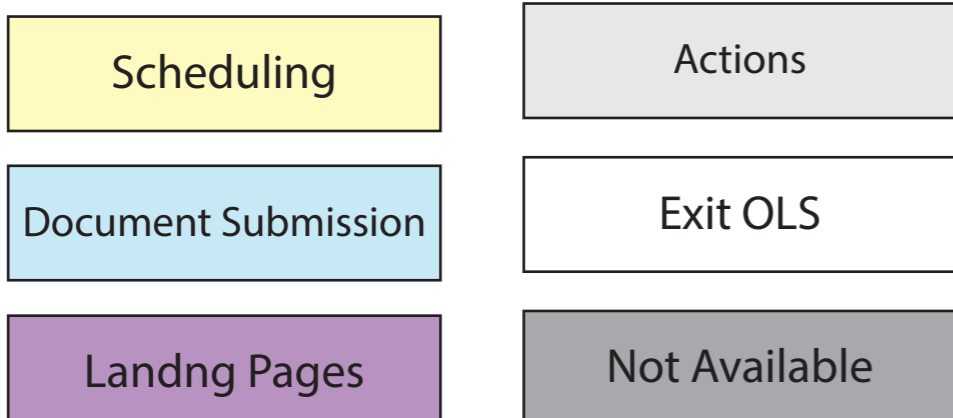 Scheduling
Actions
Document Submission
Exit OLS
Landng Pages
Not Available